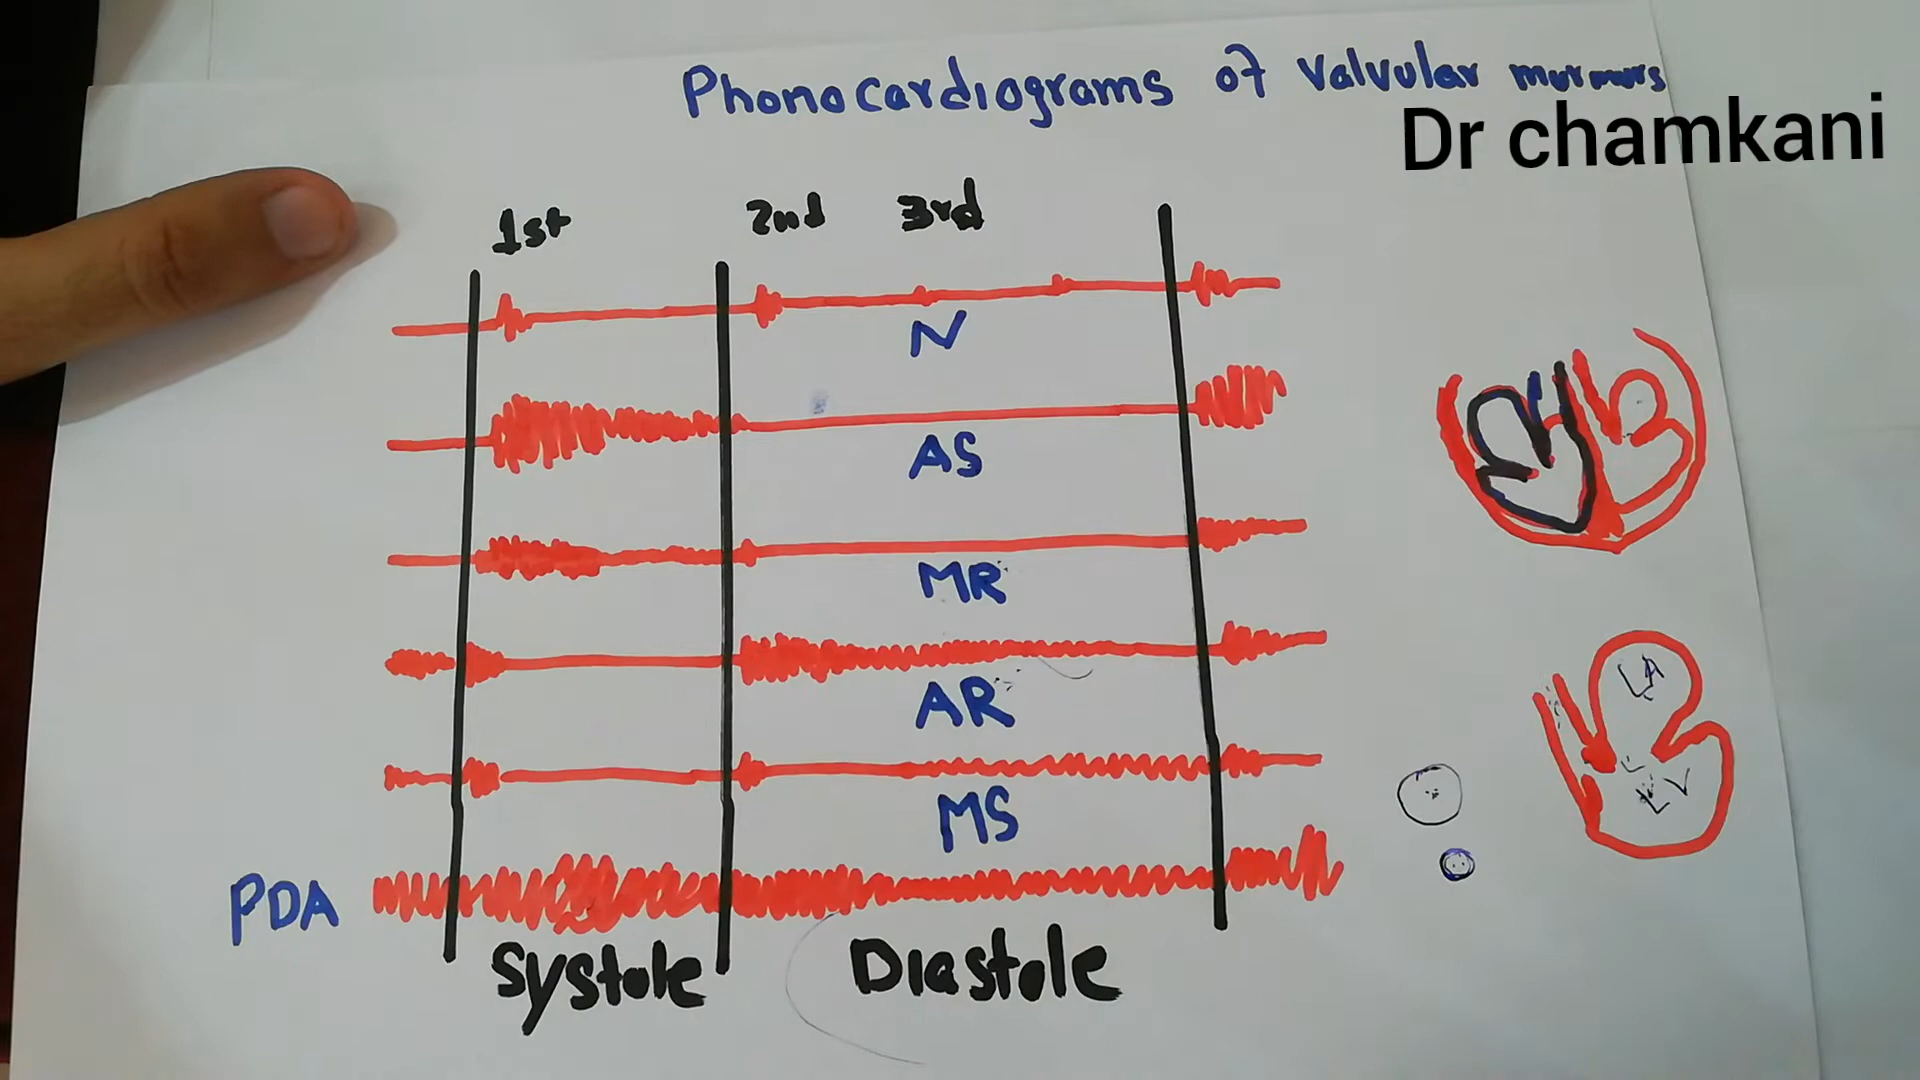 Phonocardiograms of valvular murmurs
Dr chamkani
1st 2nd 3rd
N
AS
MR
AR
MS
PDA
Systole Diastole
LA
LV